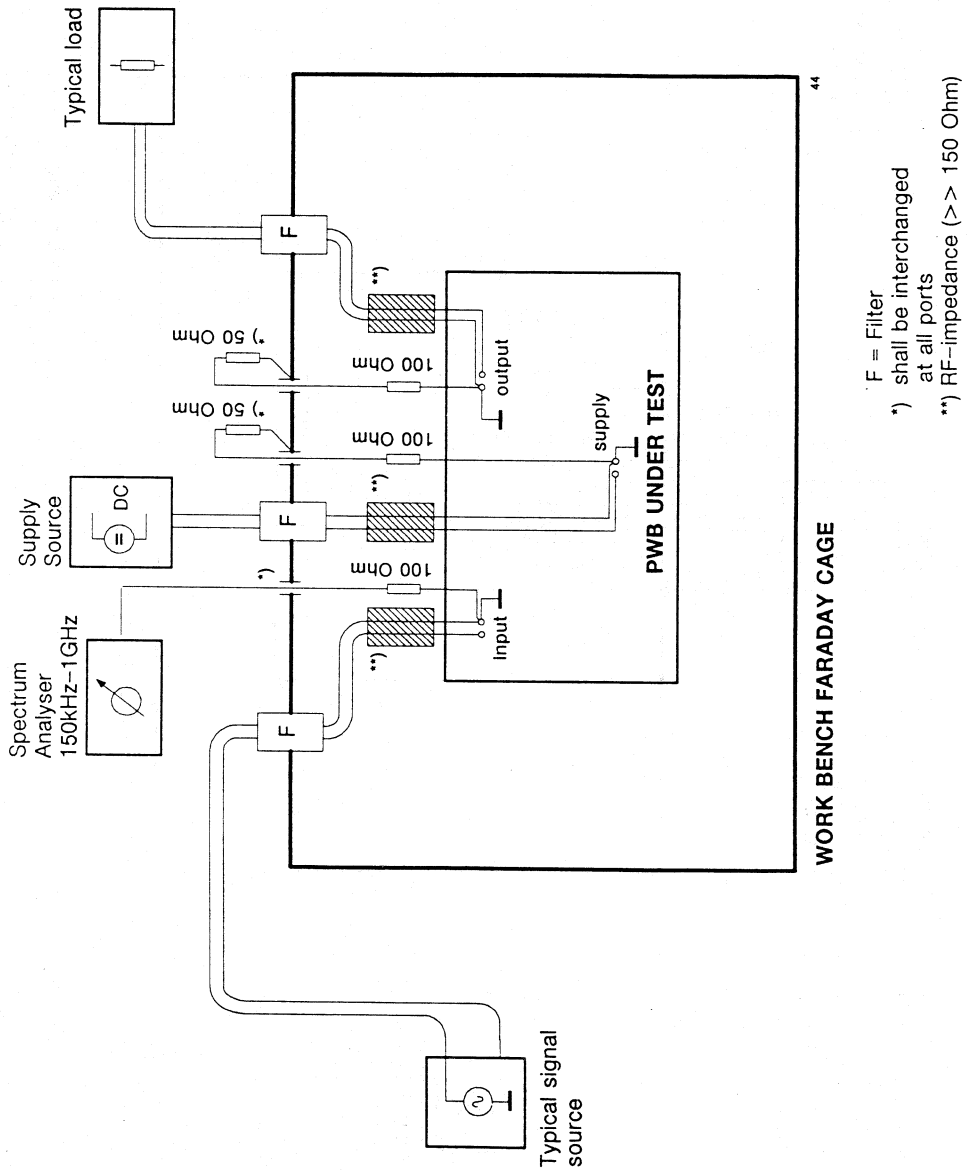 Typical signal
source
Spectrum
Analyser
150kHz-1GHz
Supply
Source
DC
=
Typical load
F
F
F
*)
*) 50 Ohm
*) 50 Ohm
**)
**)
**)
100 Ohm
100 Ohm
100 Ohm
Input
supply
output
PWB UNDER TEST
WORK BENCH FARADAY CAGE
44
F = Filter
*) shall be interchanged
at all ports
**) RF-impedance (>> 150 Ohm)